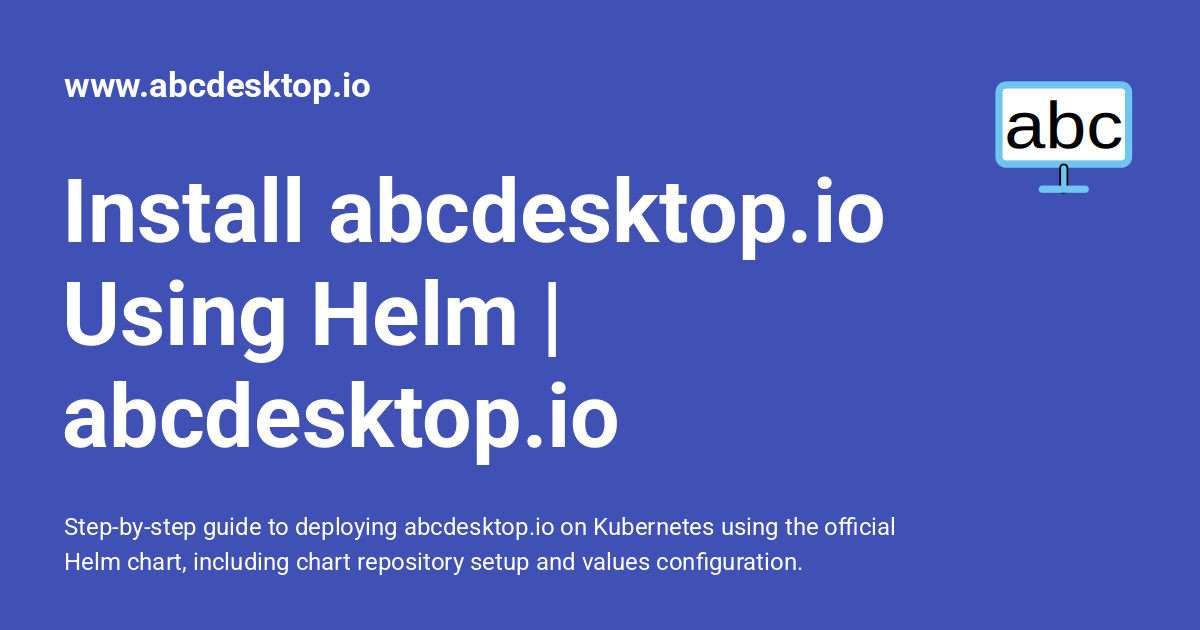 www.abcdesktop.io
abc
Install abcdesktop.io
Using Helm |
abcdesktop.io
Step-by-step guide to deploying abcdesktop.io on Kubernetes using the official
Helm chart, including chart repository setup and values configuration.